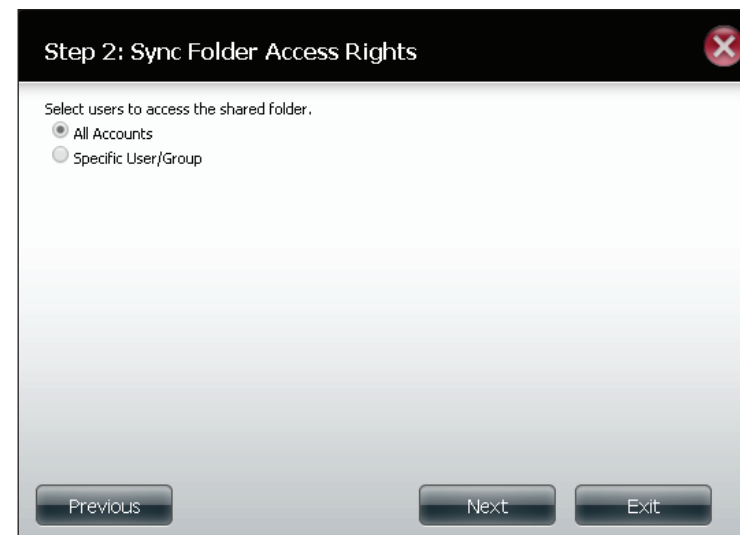 Step 2: Sync Folder Access Rights
Select users to access the shared folder.
All Accounts
Specific User/Group
Previous Next Exit